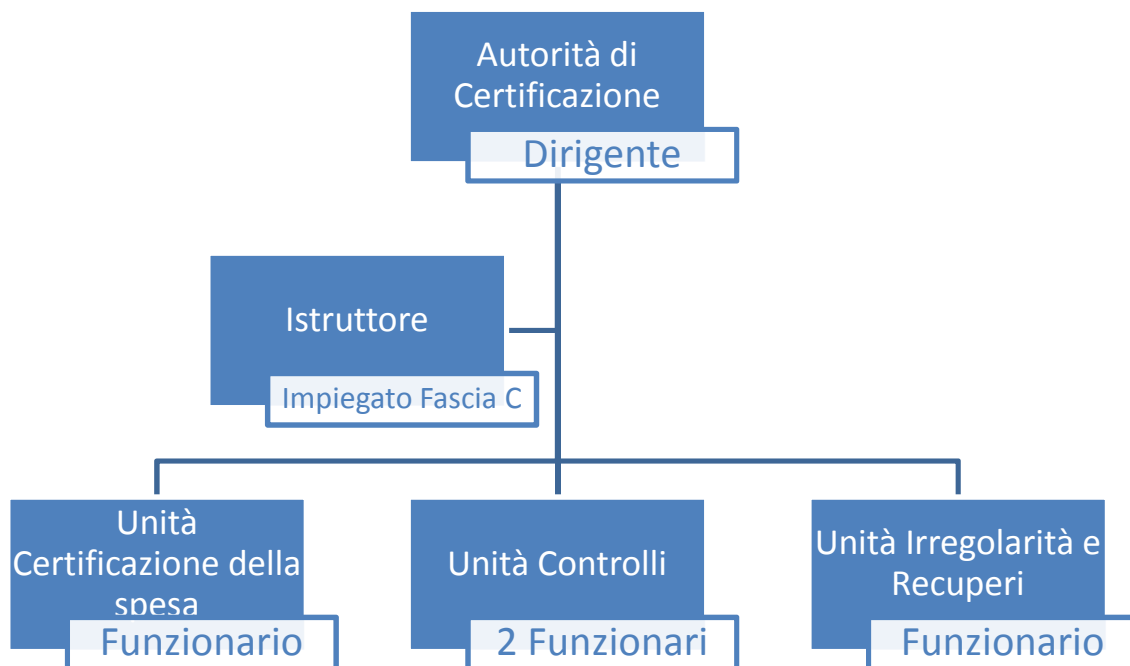 Autorità di
Certificazione
Dirigente
Istruttore
Impiegato Fascia C
Unità
Certificazione della
spesa
Funzionario
Unità Controlli
2 Funzionari
Unità Irregolarità e
Recuperi
Funzionario